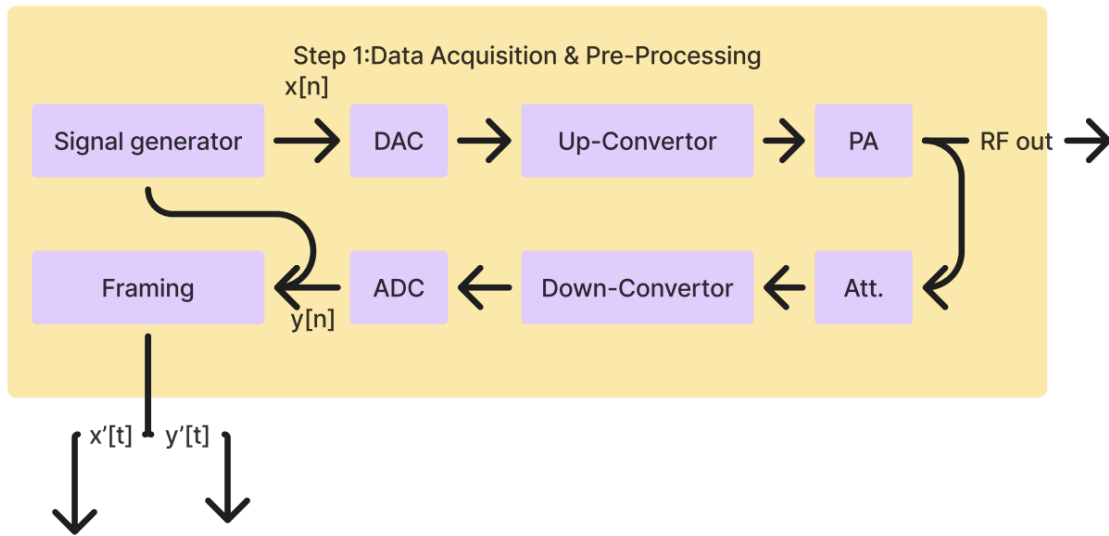 Step 1:Data Acquisition & Pre-Processing
x[n]
Signal generator
DAC
Up-Convertor
PA
RF out
Framing
ADC
Down-Convertor
Att.
y[n]
x’[t]
y’[t]